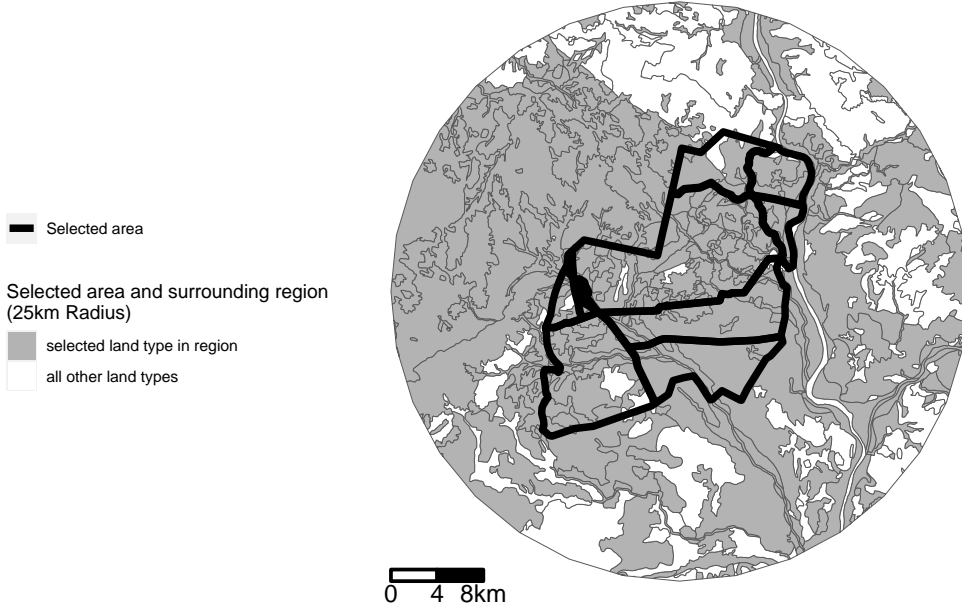 Selected area
Selected area and surrounding region
(25km Radius)
selected land type in region
all other land types
0 4 8km